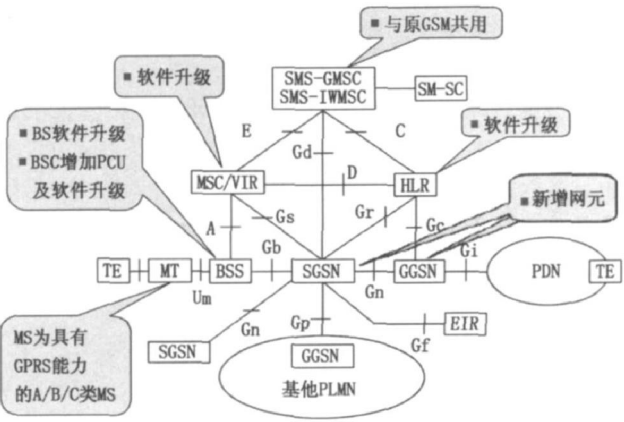 ■ 与原GSM共用
■ 软件升级
SMS-GMSC
SMS-IWMSC
SM-SC
■ BS软件升级
■ BSC增加PCU
及软件升级
E
C
■ 软件升级
Gd
MSC/VIR
D
HLR
■ 新增网元
A
Gs
Gr
Gc
Gb
Gi
TE
MT
BSS
SGSN
GGSN
PDN
TE
Um
Gn
MS为具有
GPRS能力
的A/B/C类MS
Gn
Gp
EIR
Gf
SGSN
GGSN
基他PLMN